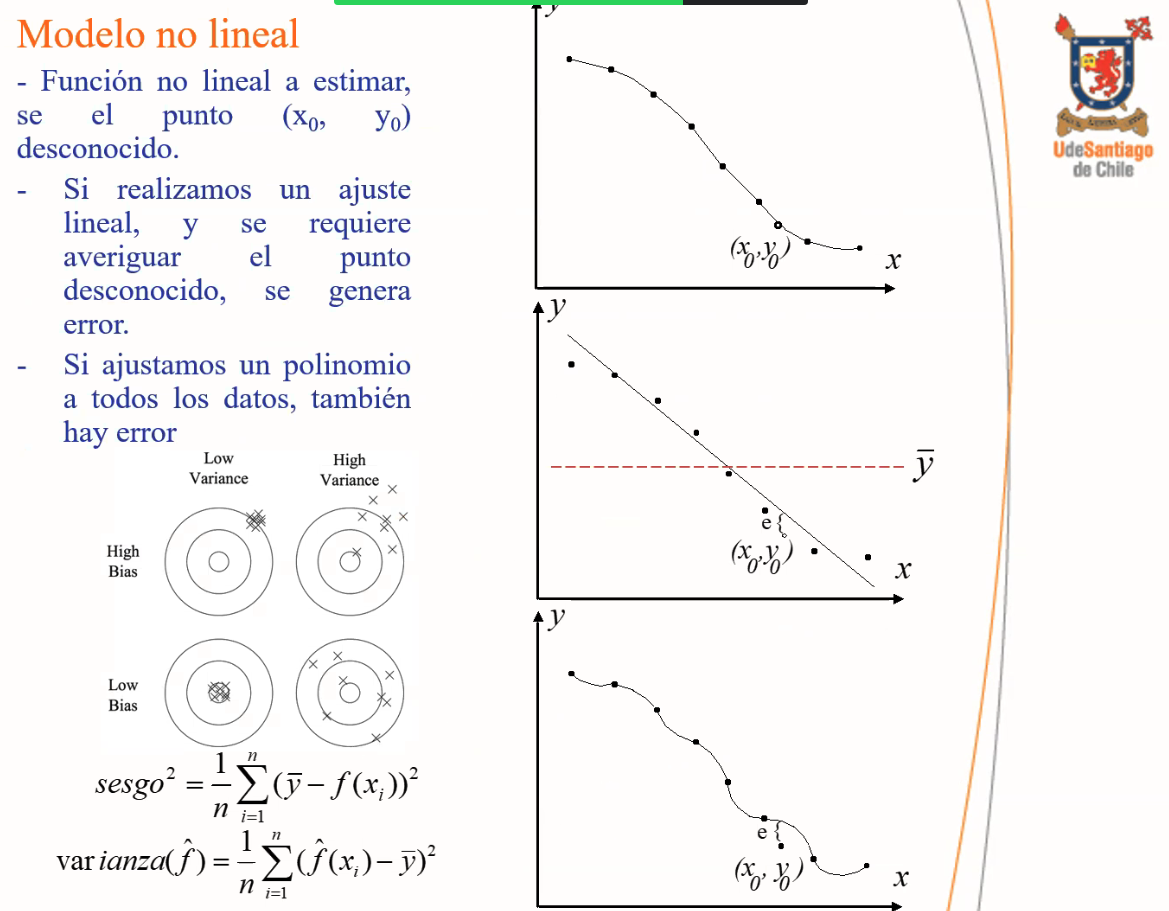 Modelo no lineal
- Función no lineal a estimar,
se el punto (x₀, y₀)
desconocido.
- Si realizamos un ajuste
lineal, y se requiere
averiguar el punto
desconocido, se genera
error.
- Si ajustamos un polinomio
a todos los datos, también
hay error
Low Variance
High Variance
High Bias
Low Bias
sesgo² = 1/n ∑ᵢ₌₁ⁿ (ȳ − f(xᵢ))²
varianza(f̂) = 1/n ∑ᵢ₌₁ⁿ (f̂(xᵢ) − ȳ)²
y
(x₀,y₀)
x
y
ȳ
e {
(x₀,y₀)
x
y
e {
(x₀, y₀)
x
UdeSantiago
de Chile